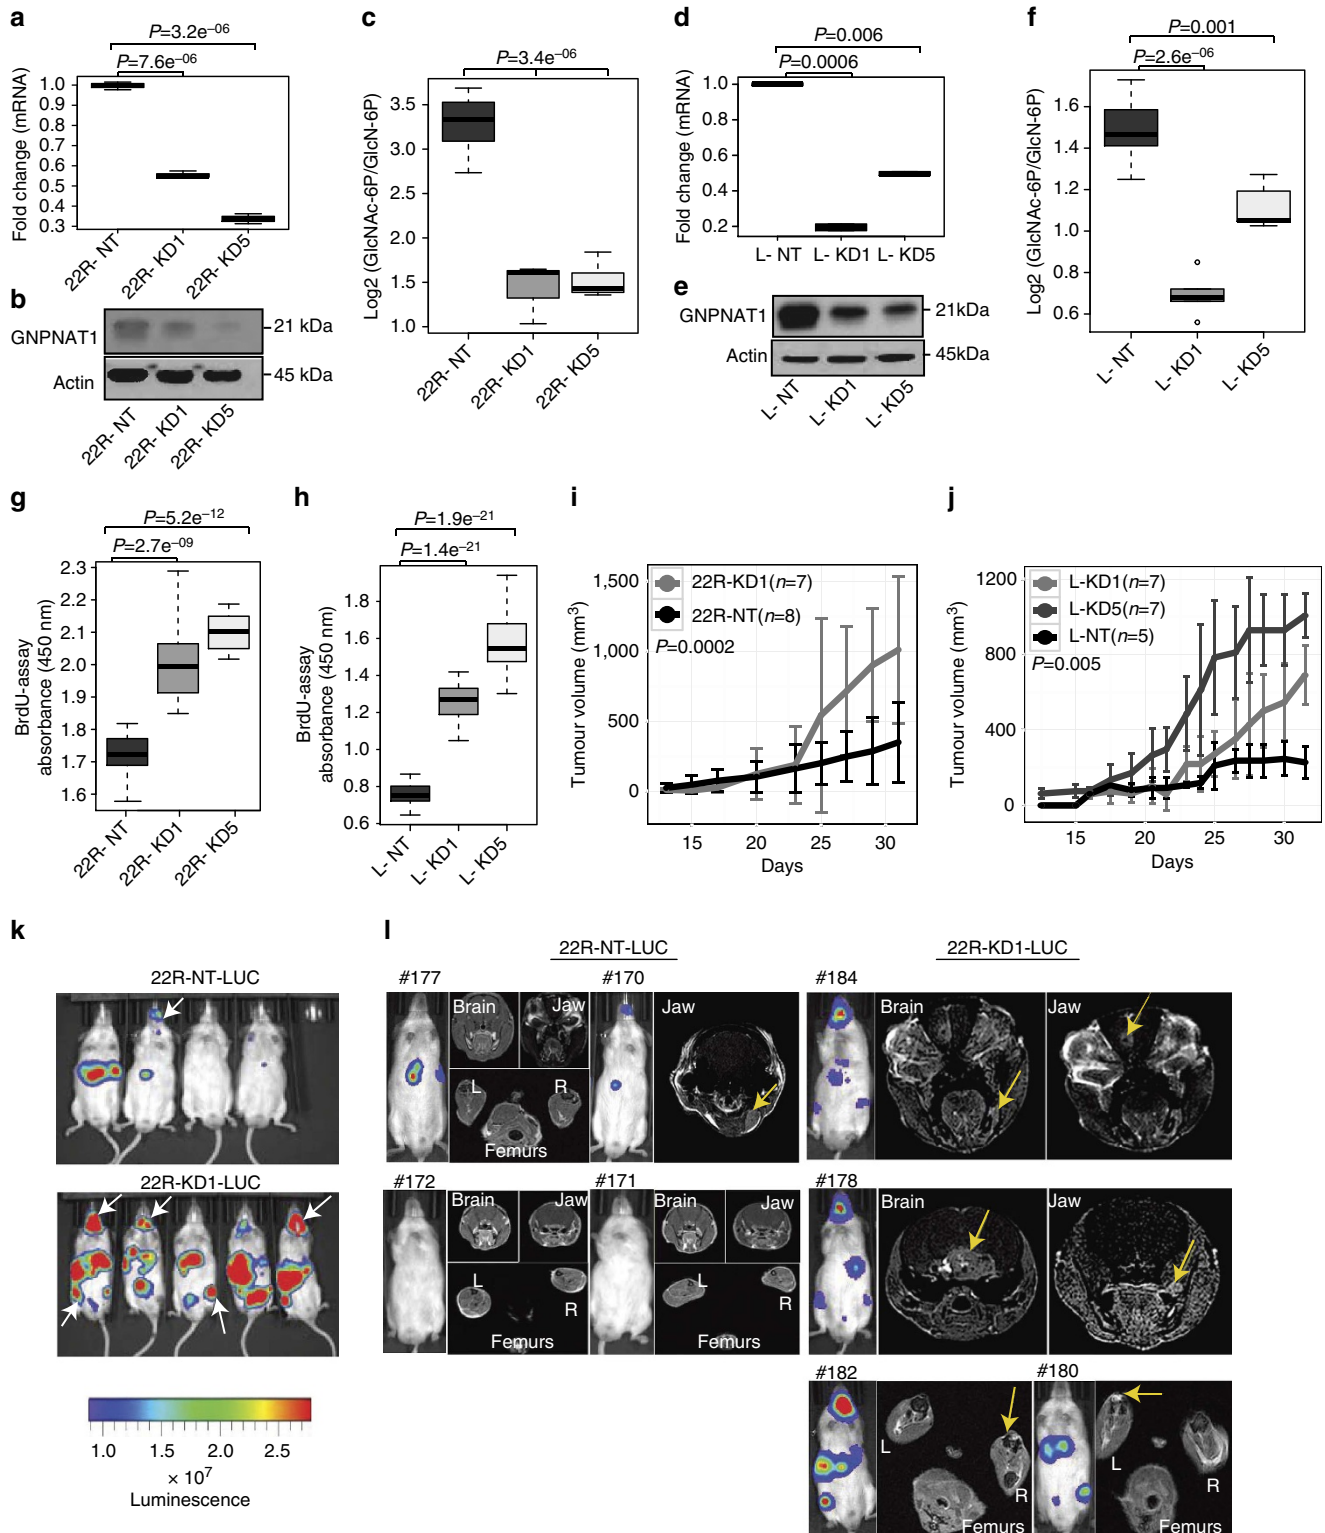 a
P=3.2e–06
P=7.6e–06
Fold change (mRNA)
1.0
0.9
0.8
0.7
0.6
0.5
0.4
0.3
22R- NT
22R- KD1
22R- KD5
b
GNPNAT1
21 kDa
Actin
45 kDa
22R- NT
22R- KD1
22R- KD5
c
P=3.4e–06
Log2 (GlcNAc-6P/GlcN-6P)
3.5
3.0
2.5
2.0
1.5
1.0
22R- NT
22R- KD1
22R- KD5
d
P=0.006
P=0.0006
Fold change (mRNA)
1.0
0.8
0.6
0.4
0.2
L- NT
L- KD1
L- KD5
e
GNPNAT1
21kDa
Actin
45kDa
L- NT
L- KD1
L- KD5
f
P=0.001
P=2.6e–06
Log2 (GlcNAc-6P/GlcN-6P)
1.6
1.4
1.2
1.0
0.8
0.6
L- NT
L- KD1
L- KD5
g
P=5.2e–12
P=2.7e–09
BrdU-assay
absorbance (450 nm)
2.3
2.2
2.1
2.0
1.9
1.8
1.7
1.6
22R- NT
22R- KD1
22R- KD5
h
P=1.9e–21
P=1.4e–21
BrdU-assay
absorbance (450 nm)
1.8
1.6
1.4
1.2
1.0
0.8
0.6
L- NT
L- KD1
L- KD5
i
22R-KD1(n=7)
22R-NT(n=8)
P=0.0002
Tumour volume (mm3)
1,500
1,000
500
0
15
20
25
30
Days
j
L-KD1(n=7)
L-KD5(n=7)
L-NT(n=5)
P=0.005
Tumour volume (mm3)
1200
800
400
0
15
20
25
30
Days
k
22R-NT-LUC
22R-KD1-LUC
1.0
1.5
2.0
2.5
× 107
Luminescence
l
22R-NT-LUC
22R-KD1-LUC
#177
Brain
Jaw
L
R
Femurs
#170
Jaw
#184
Brain
Jaw
#172
Brain
Jaw
L
R
Femurs
#171
Brain
Jaw
L
R
Femurs
#178
Brain
Jaw
#182
L
R
Femurs
#180
L
R
Femurs